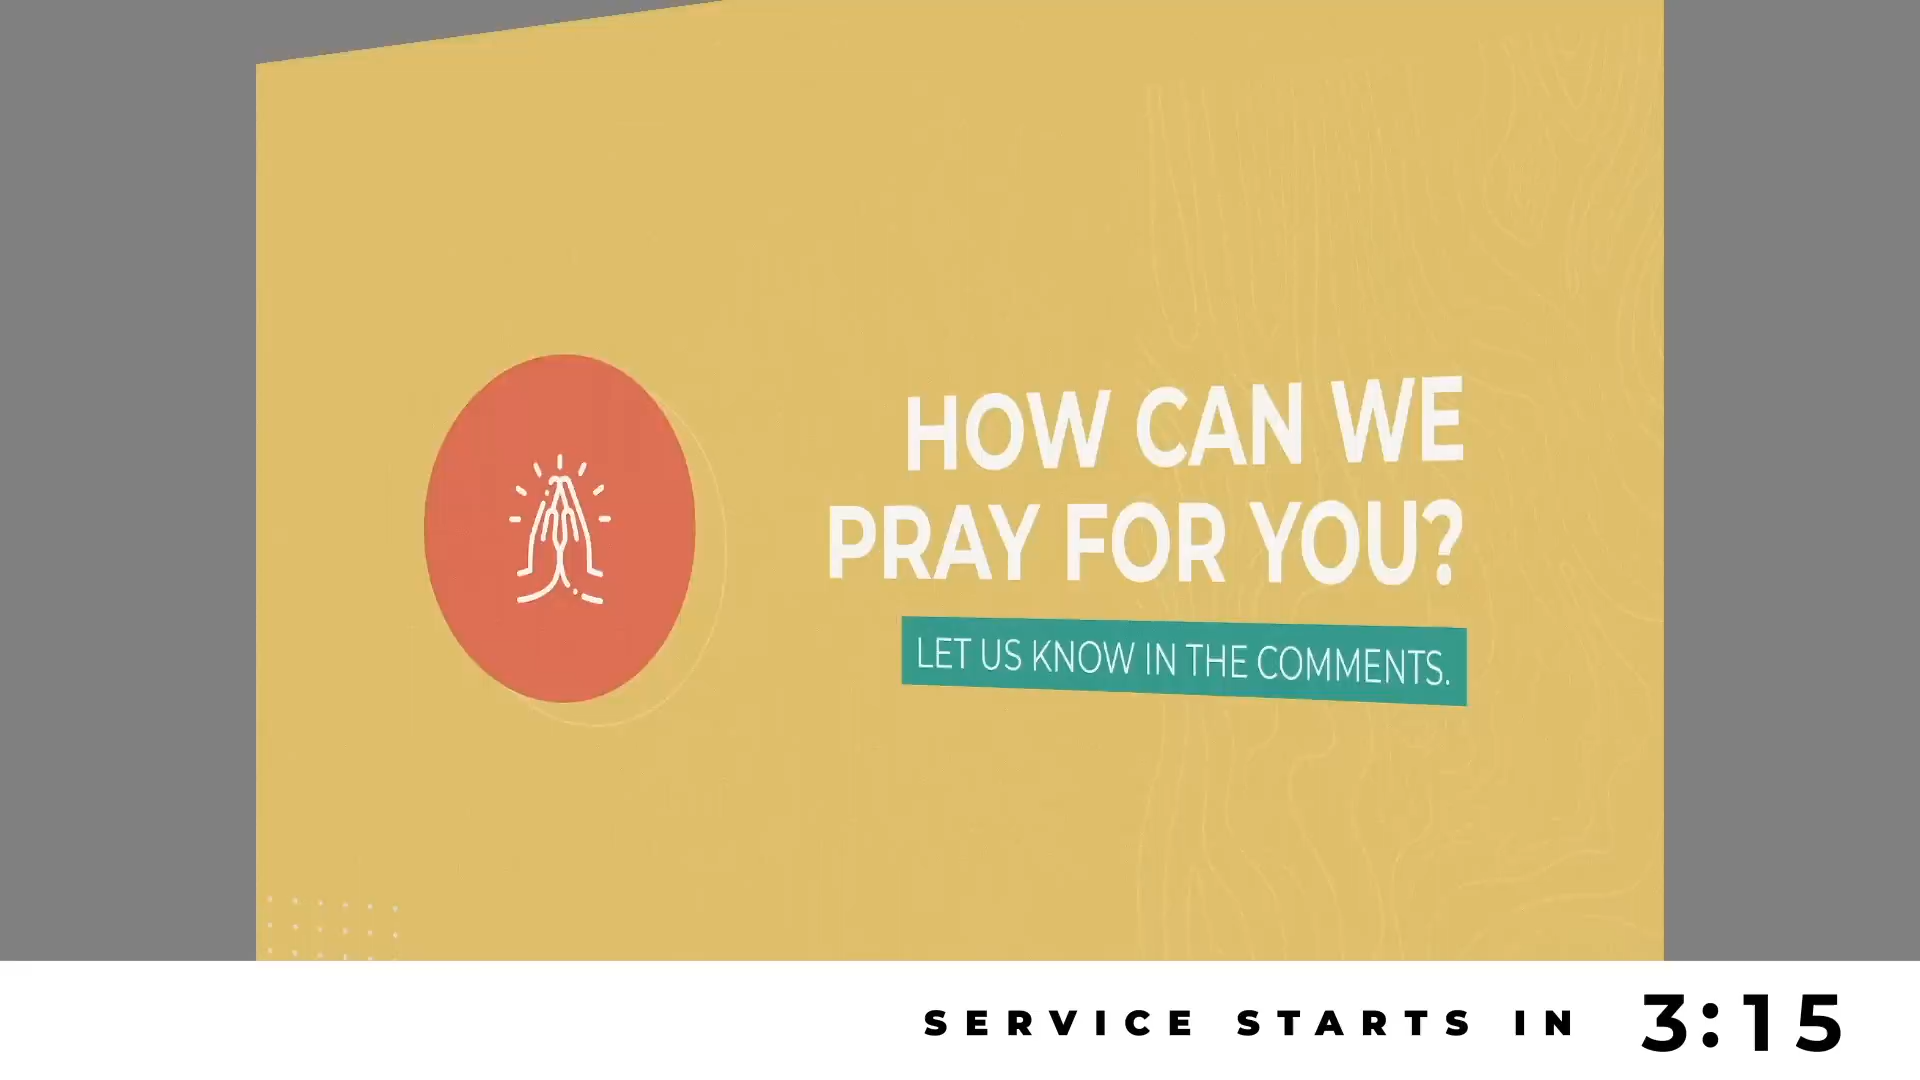 HOW CAN WE
PRAY FOR YOU?
LET US KNOW IN THE COMMENTS.
SERVICE STARTS IN 3:15